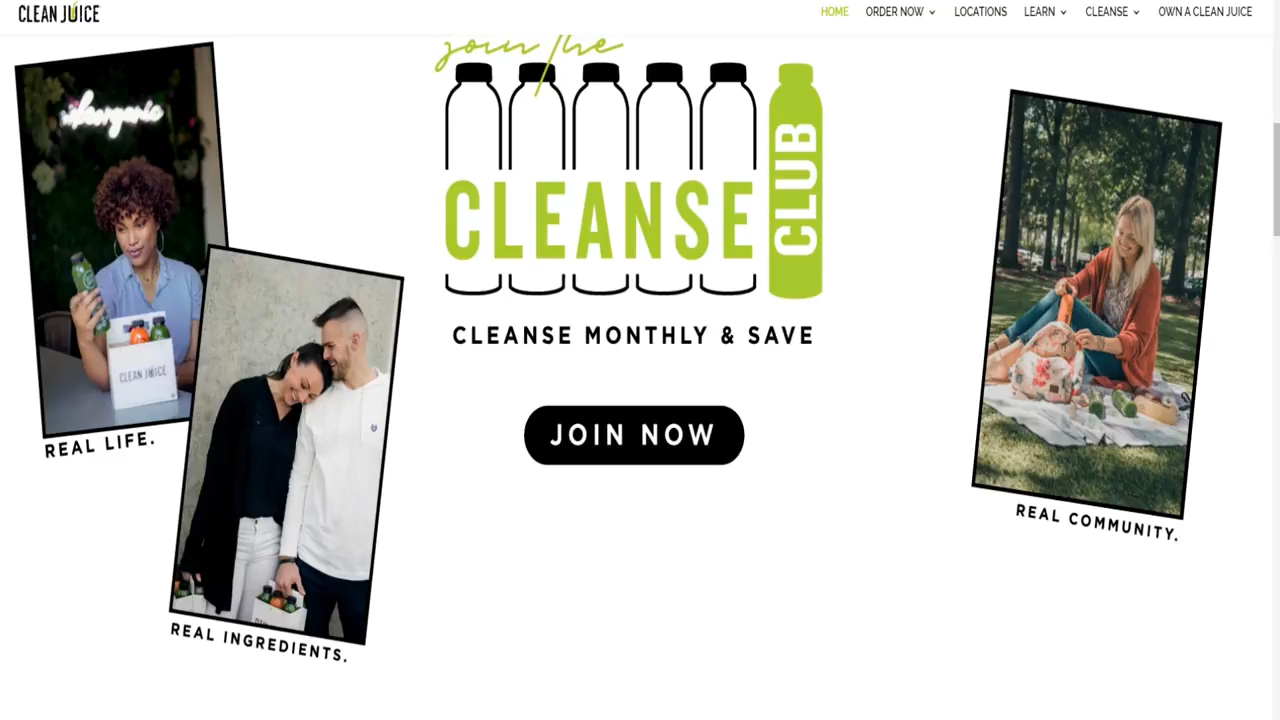 CLEAN JUICE
HOME
ORDER NOW
LOCATIONS
LEARN
CLEANSE
OWN A CLEAN JUICE
join the
CLEANSE
CLUB
CLEANSE MONTHLY & SAVE
JOIN NOW
CLEAN JUICE
REAL LIFE.
REAL INGREDIENTS.
REAL COMMUNITY.